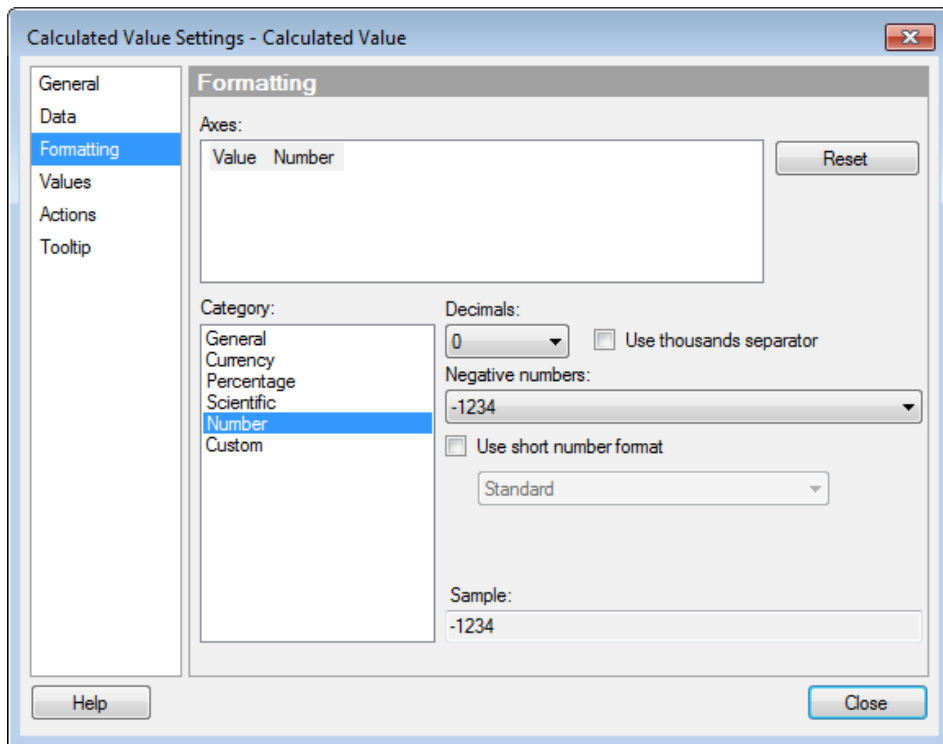 Calculated Value Settings - Calculated Value
General
Data
Formatting
Values
Actions
Tooltip
Formatting
Axes:
Value Number
Reset
Category:
General
Currency
Percentage
Scientific
Number
Custom
Decimals:
0
Use thousands separator
Negative numbers:
-1234
Use short number format
Standard
Sample:
-1234
Help
Close